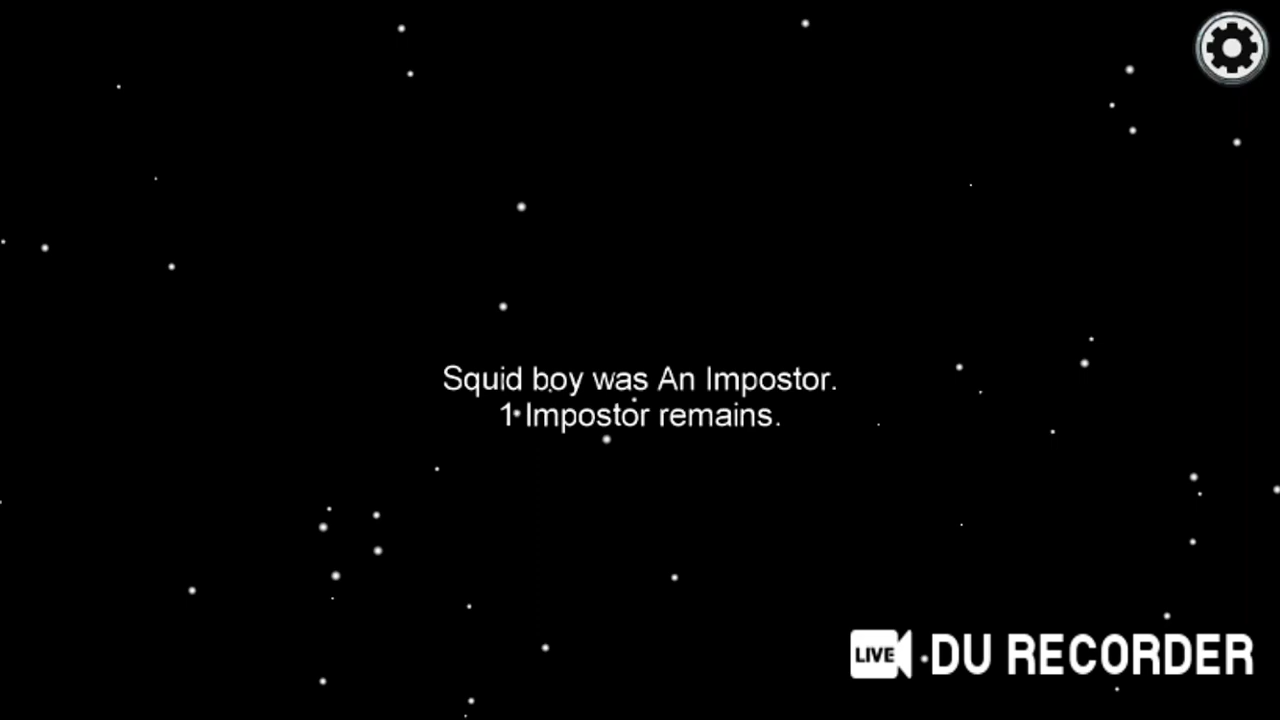 Squid boy was An Impostor.
1 Impostor remains.
LIVE DU RECORDER